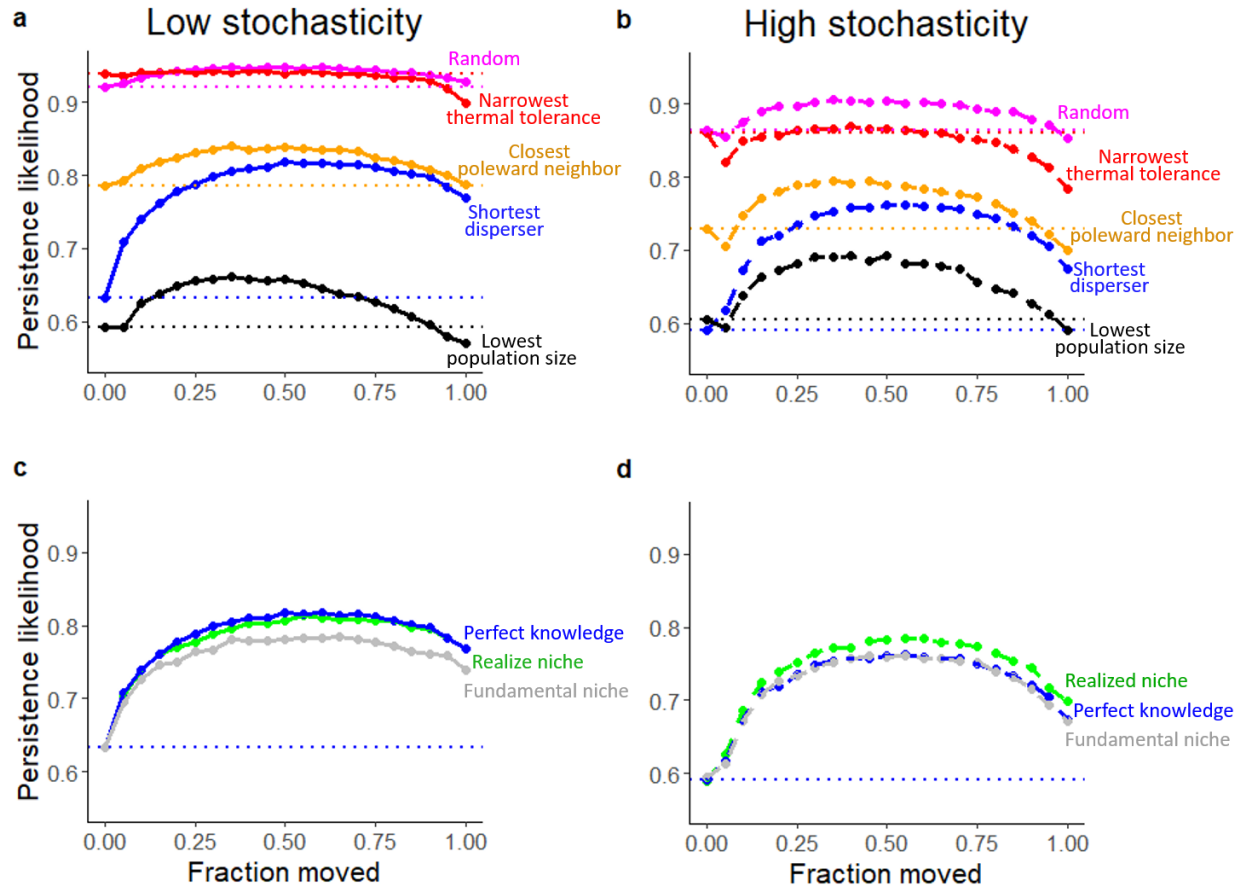 a
Low stochasticity
b
High stochasticity
Persistence likelihood
0.9
0.8
0.7
0.6
Random
Narrowest
thermal tolerance
Closest
poleward neighbor
Shortest
disperser
Lowest
population size
0.00
0.25
0.50
0.75
1.00
0.9
0.8
0.7
0.6
Random
Narrowest
thermal tolerance
Closest
poleward neighbor
Shortest
disperser
Lowest
population size
0.00
0.25
0.50
0.75
1.00
c
Persistence likelihood
0.9
0.8
0.7
0.6
Perfect knowledge
Realize niche
Fundamental niche
0.00
0.25
0.50
0.75
1.00
Fraction moved
d
0.9
0.8
0.7
0.6
Realized niche
Perfect knowledge
Fundamental niche
0.00
0.25
0.50
0.75
1.00
Fraction moved